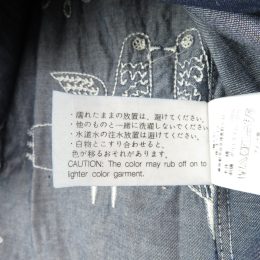 ・濡れたままの放置は、避けてください。
・他のものと一緒に洗濯しないでください。
・水道水の注水放置は、避けてください。
・白物とこすり合わせると、
色が移るおそれがあります。
CAUTION: The color may rub off on to
lighter color garment.